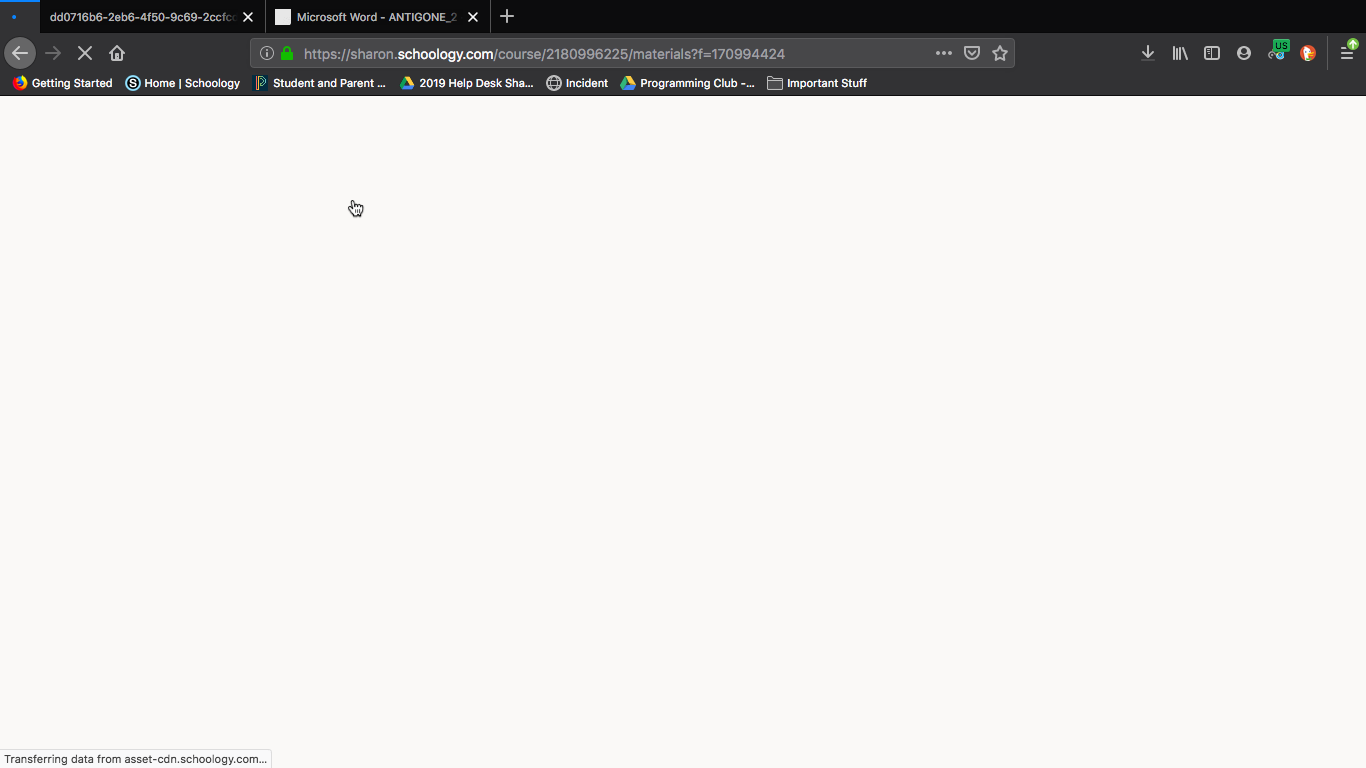 dd0716b6-2eb6-4f50-9c69-2ccfcc
Microsoft Word - ANTIGONE_2
https://sharon.schoology.com/course/2180996225/materials?f=170994424
US
Getting Started
S Home | Schoology
Student and Parent ...
2019 Help Desk Sha...
Incident
Programming Club -...
Important Stuff
Transferring data from asset-cdn.schoology.com...